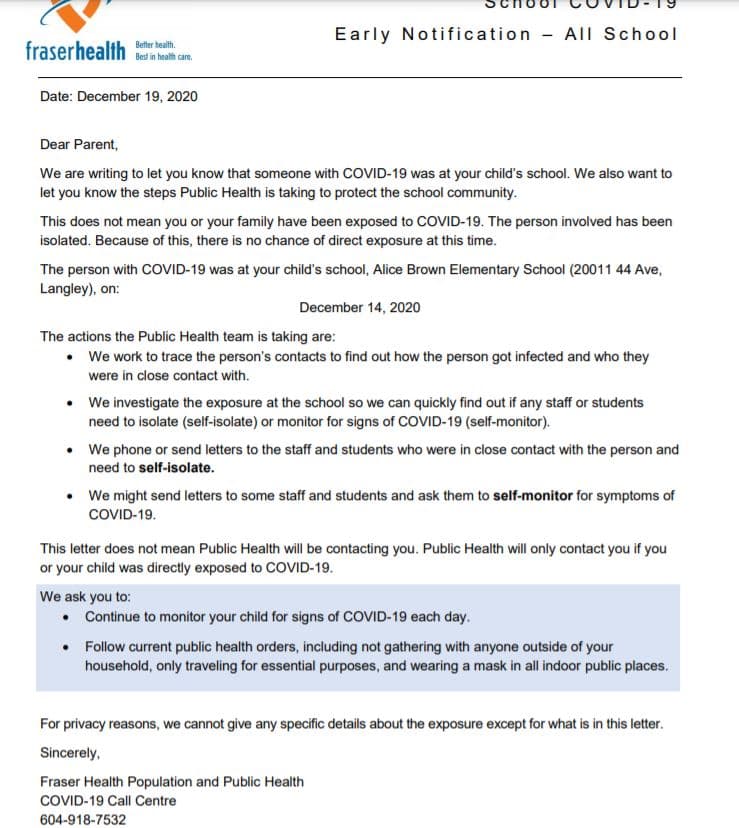 School COVID-19
Early Notification – All School
fraserhealth
Better health.
Best in health care.
Date: December 19, 2020
Dear Parent,
We are writing to let you know that someone with COVID-19 was at your child's school. We also want to
let you know the steps Public Health is taking to protect the school community.
This does not mean you or your family have been exposed to COVID-19. The person involved has been
isolated. Because of this, there is no chance of direct exposure at this time.
The person with COVID-19 was at your child's school, Alice Brown Elementary School (20011 44 Ave,
Langley), on:
December 14, 2020
The actions the Public Health team is taking are:
• We work to trace the person's contacts to find out how the person got infected and who they
were in close contact with.
• We investigate the exposure at the school so we can quickly find out if any staff or students
need to isolate (self-isolate) or monitor for signs of COVID-19 (self-monitor).
• We phone or send letters to the staff and students who were in close contact with the person and
need to self-isolate.
• We might send letters to some staff and students and ask them to self-monitor for symptoms of
COVID-19.
This letter does not mean Public Health will be contacting you. Public Health will only contact you if you
or your child was directly exposed to COVID-19.
We ask you to:
• Continue to monitor your child for signs of COVID-19 each day.
• Follow current public health orders, including not gathering with anyone outside of your
household, only traveling for essential purposes, and wearing a mask in all indoor public places.
For privacy reasons, we cannot give any specific details about the exposure except for what is in this letter.
Sincerely,
Fraser Health Population and Public Health
COVID-19 Call Centre
604-918-7532